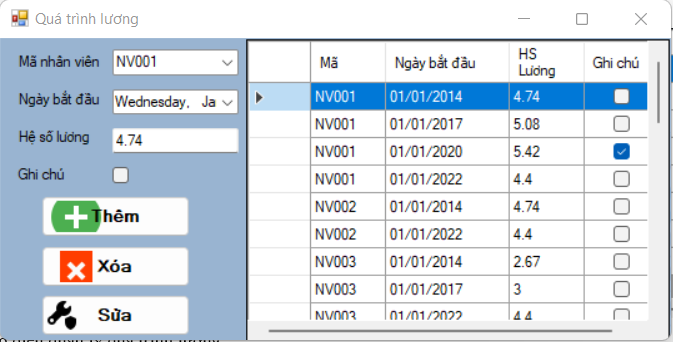 Quá trình lương
Mã nhân viên NV001
Ngày bắt đầu Wednesday, Ja
Hệ số lương 4.74
Ghi chú
Thêm
Xóa
Sửa
Mã Ngày bắt đầu HS Lương Ghi chú
NV001 01/01/2014 4.74
NV001 01/01/2017 5.08
NV001 01/01/2020 5.42
NV001 01/01/2022 4.4
NV002 01/01/2014 4.74
NV002 01/01/2022 4.4
NV003 01/01/2014 2.67
NV003 01/01/2017 3
NV003 01/01/2022 4.4